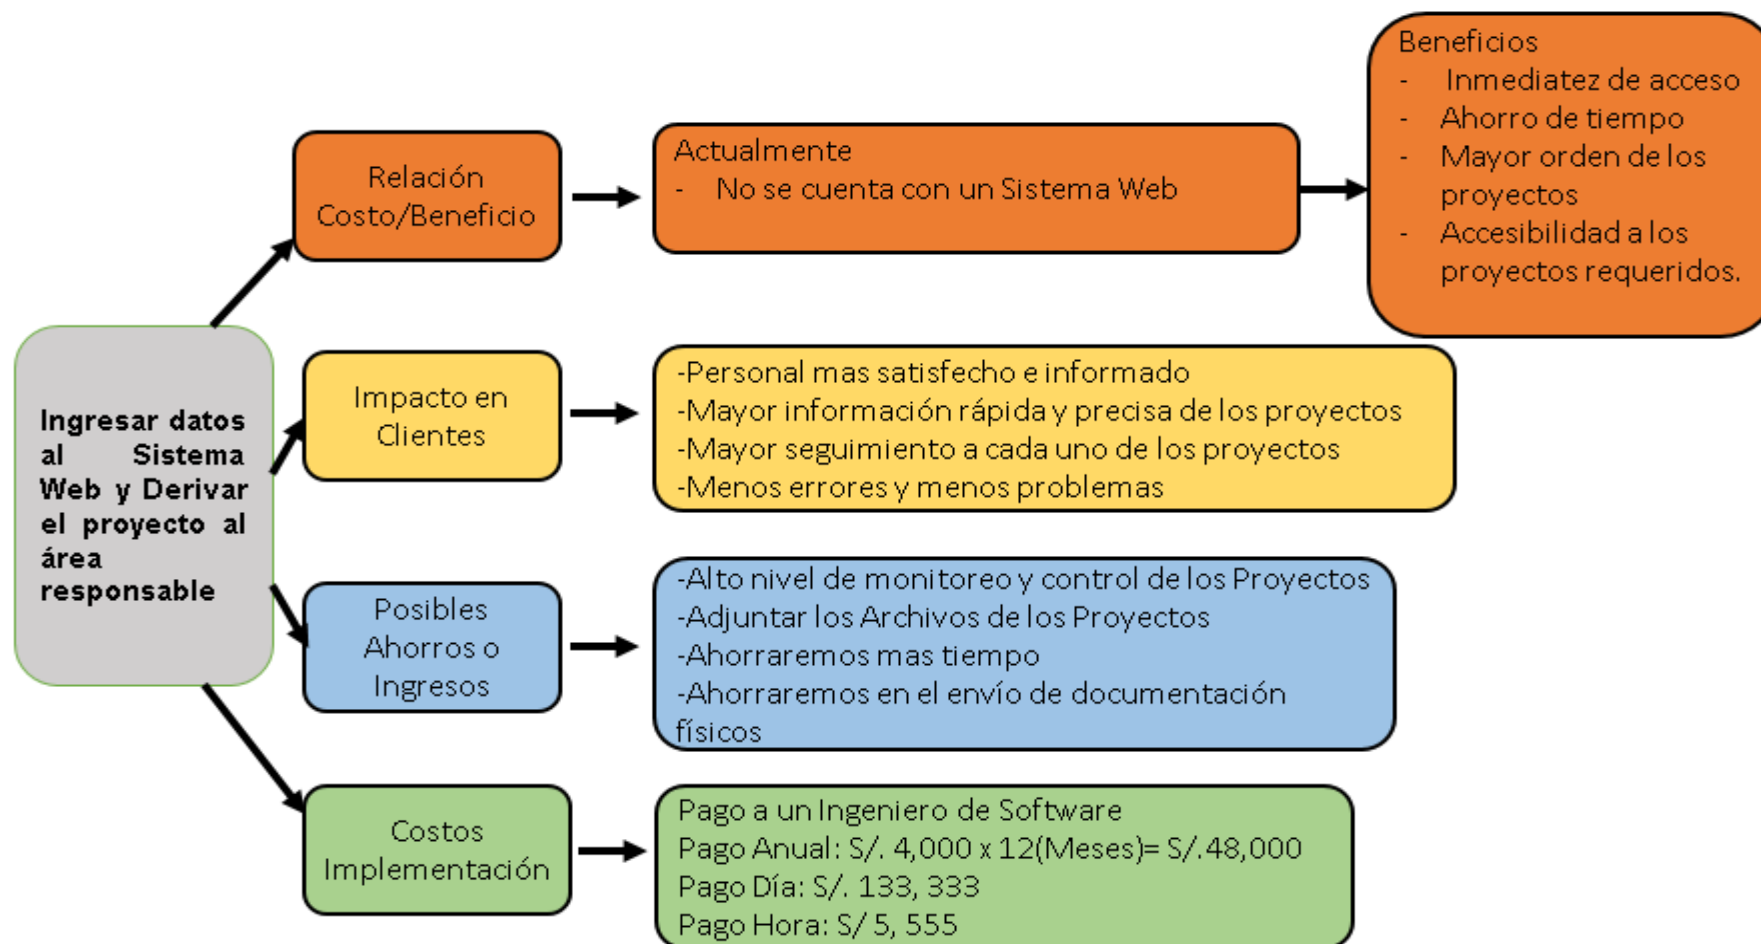 Beneficios
- Inmediatez de acceso
- Ahorro de tiempo
- Mayor orden de los
proyectos
- Accesibilidad a los
proyectos requeridos.
Relación
Costo/Beneficio
Actualmente
- No se cuenta con un Sistema Web
Ingresar datos
al Sistema
Web y Derivar
el proyecto al
área
responsable
Impacto en
Clientes
-Personal mas satisfecho e informado
-Mayor información rápida y precisa de los proyectos
-Mayor seguimiento a cada uno de los proyectos
-Menos errores y menos problemas
Posibles
Ahorros o
Ingresos
-Alto nivel de monitoreo y control de los Proyectos
-Adjuntar los Archivos de los Proyectos
-Ahorraremos mas tiempo
-Ahorraremos en el envío de documentación
físicos
Costos
Implementación
Pago a un Ingeniero de Software
Pago Anual: S/. 4,000 x 12(Meses)= S/.48,000
Pago Día: S/. 133, 333
Pago Hora: S/ 5, 555